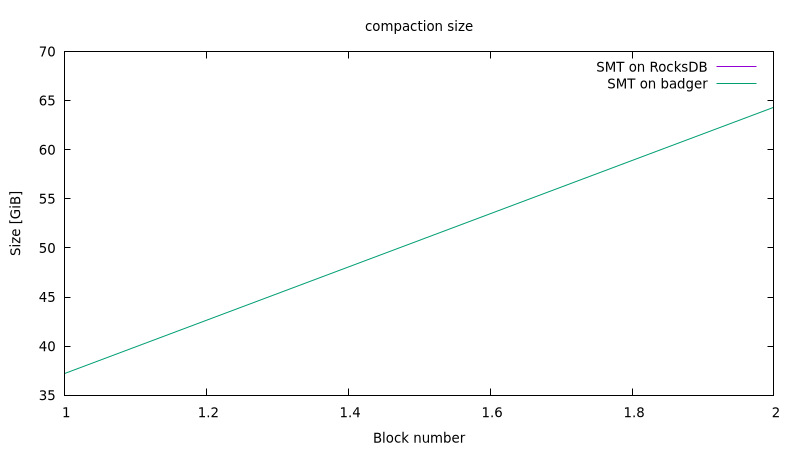 compaction size
70
65
60
55
50
45
40
35
Size [GiB]
SMT on RocksDB
SMT on badger
1 1.2 1.4 1.6 1.8 2
Block number